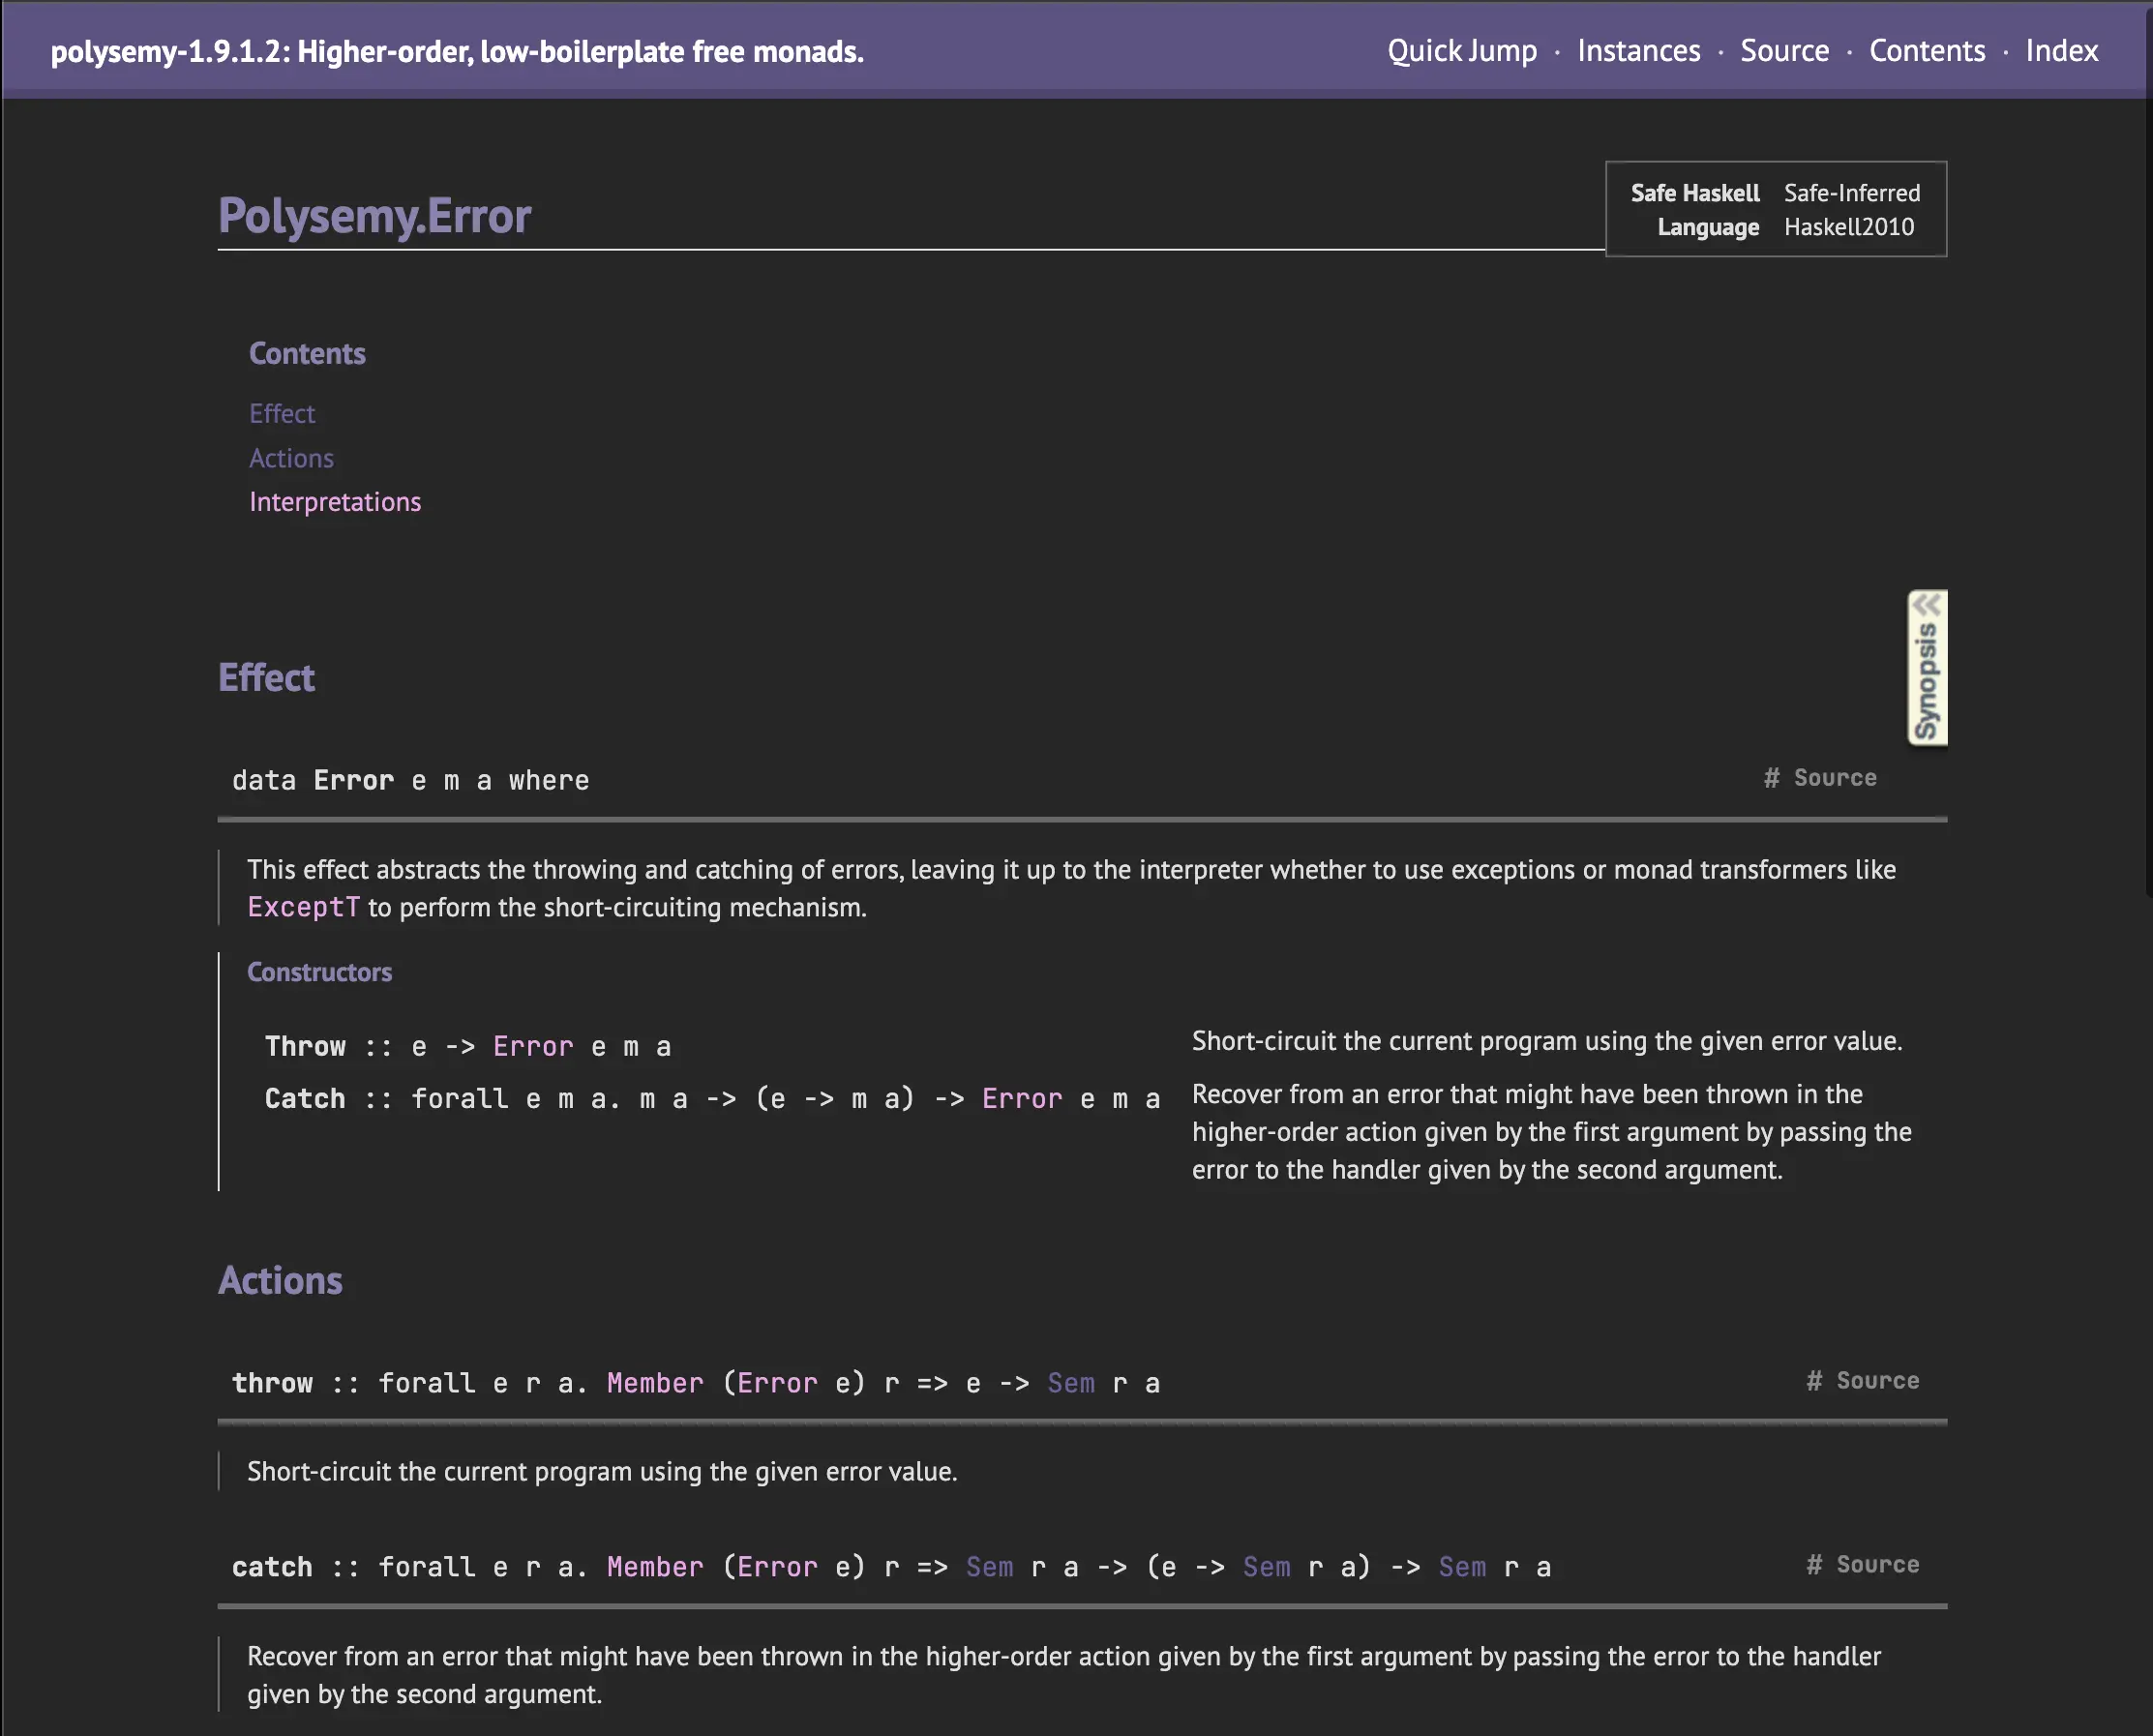 polysemy-1.9.1.2: Higher-order, low-boilerplate free monads.
Quick Jump · Instances · Source · Contents · Index
Polysemy.Error
Safe Haskell Safe-Inferred
Language Haskell2010
Contents
Effect
Actions
Interpretations
Synopsis
Effect
data Error e m a where
# Source
This effect abstracts the throwing and catching of errors, leaving it up to the interpreter whether to use exceptions or monad transformers like
ExceptT to perform the short-circuiting mechanism.
Constructors
Throw :: e -> Error e m a
Short-circuit the current program using the given error value.
Catch :: forall e m a. m a -> (e -> m a) -> Error e m a
Recover from an error that might have been thrown in the
higher-order action given by the first argument by passing the
error to the handler given by the second argument.
Actions
throw :: forall e r a. Member (Error e) r => e -> Sem r a
# Source
Short-circuit the current program using the given error value.
catch :: forall e r a. Member (Error e) r => Sem r a -> (e -> Sem r a) -> Sem r a
# Source
Recover from an error that might have been thrown in the higher-order action given by the first argument by passing the error to the handler
given by the second argument.